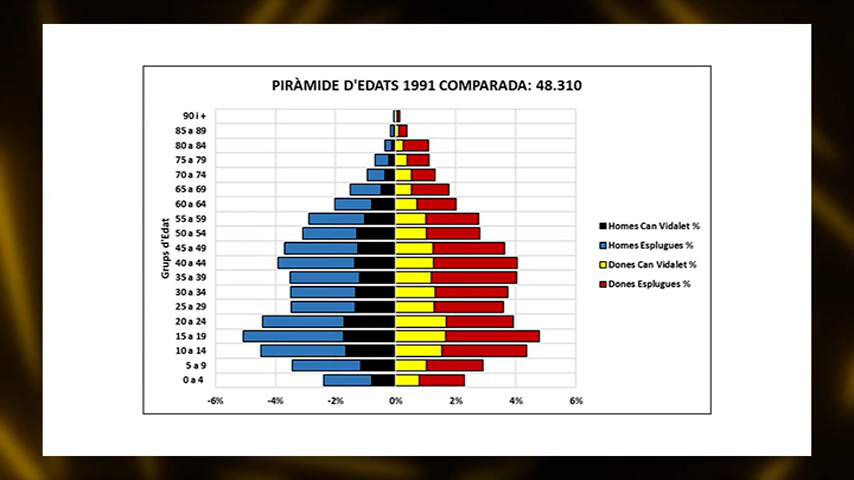 PIRÀMIDE D'EDATS 1991 COMPARADA: 48.310
Grups d'Edat
90 i +
85 a 89
80 a 84
75 a 79
70 a 74
65 a 69
60 a 64
55 a 59
50 a 54
45 a 49
40 a 44
35 a 39
30 a 34
25 a 29
20 a 24
15 a 19
10 a 14
5 a 9
0 a 4
-6% -4% -2% 0% 2% 4% 6%
Homes Can Vidalet %
Homes Esplugues %
Dones Can Vidalet %
Dones Esplugues %